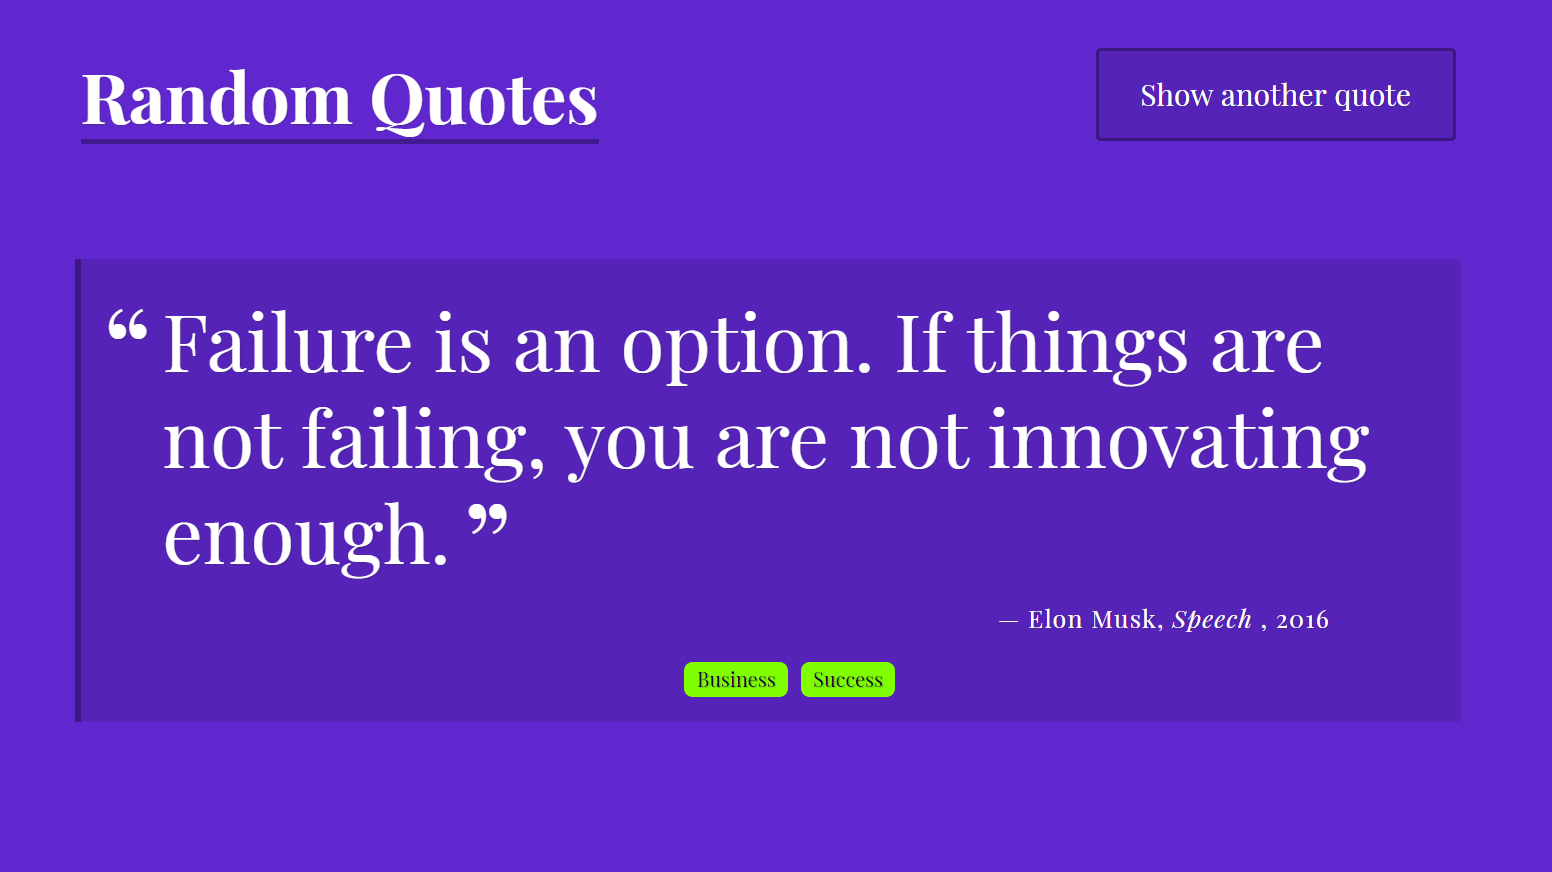 Random Quotes
Show another quote
“ Failure is an option. If things are
not failing, you are not innovating
enough. ”
— Elon Musk, Speech , 2016
Business Success